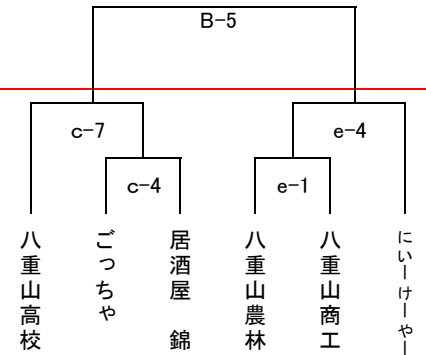 B-5
c-7
e-4
c-4
e-1
八重山高校
ごっちゃ
居酒屋 錦
八重山農林
八重山商工
にいーけーやー